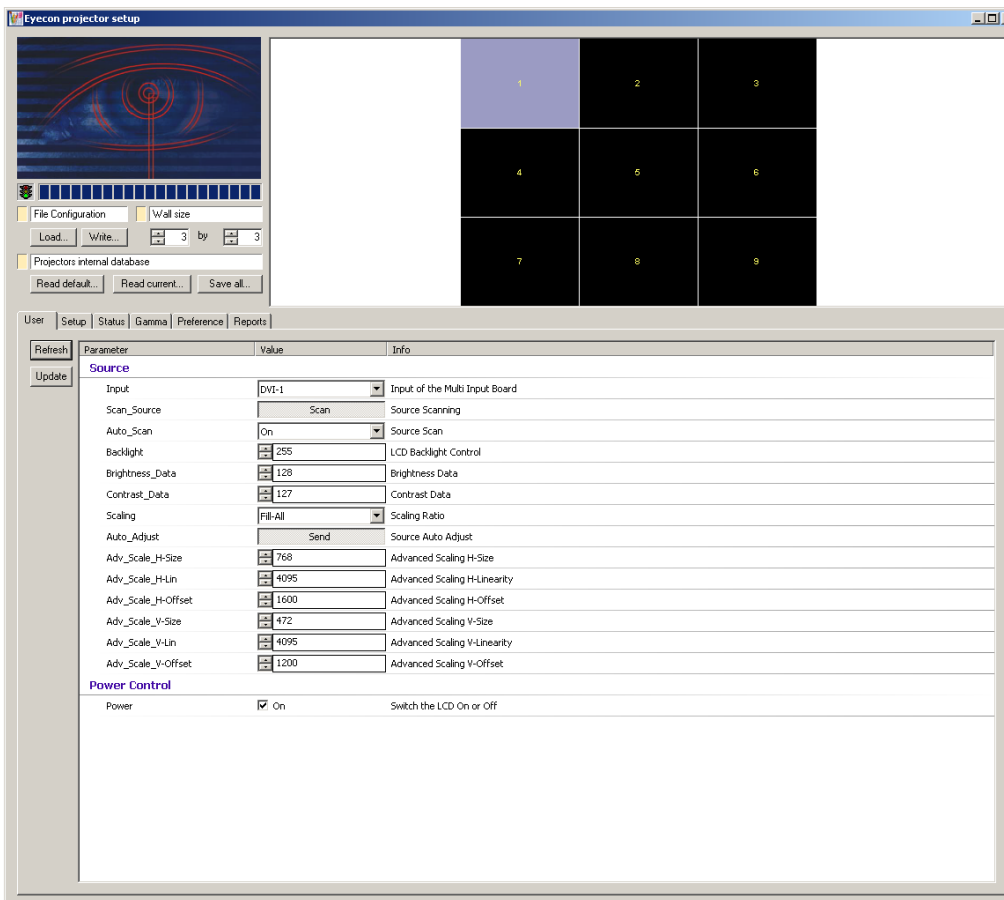 Eyecon projector setup
1 2 3
4 5 6
7 8 9
File Configuration Wall size
Load... Write... 3 by 3
Projectors internal database
Read default... Read current... Save all...
User Setup Status Gamma Preference Reports
Refresh
Update
Parameter Value Info
Source
Input DVI-1 Input of the Multi Input Board
Scan_Source Scan Source Scanning
Auto_Scan On Source Scan
Backlight 255 LCD Backlight Control
Brightness_Data 128 Brightness Data
Contrast_Data 127 Contrast Data
Scaling Fill-All Scaling Ratio
Auto_Adjust Send Source Auto Adjust
Adv_Scale_H-Size 768 Advanced Scaling H-Size
Adv_Scale_H-Lin 4095 Advanced Scaling H-Linearity
Adv_Scale_H-Offset 1600 Advanced Scaling H-Offset
Adv_Scale_V-Size 472 Advanced Scaling V-Size
Adv_Scale_V-Lin 4095 Advanced Scaling V-Linearity
Adv_Scale_V-Offset 1200 Advanced Scaling V-Offset
Power Control
Power On Switch the LCD On or Off